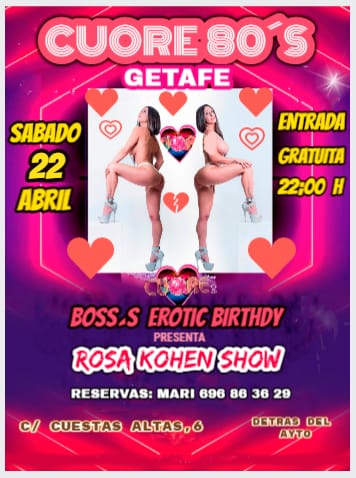 CUORE 80´S
GETAFE
SABADO
22
ABRIL
ENTRADA
GRATUITA
22;00 H
BOSS,S EROTIC BIRTHDY
PRESENTA
ROSA KOHEN SHOW
RESERVAS: MARI 696 86 36 29
C/ CUESTAS ALTAS,6
DETRAS DEL
AYTO